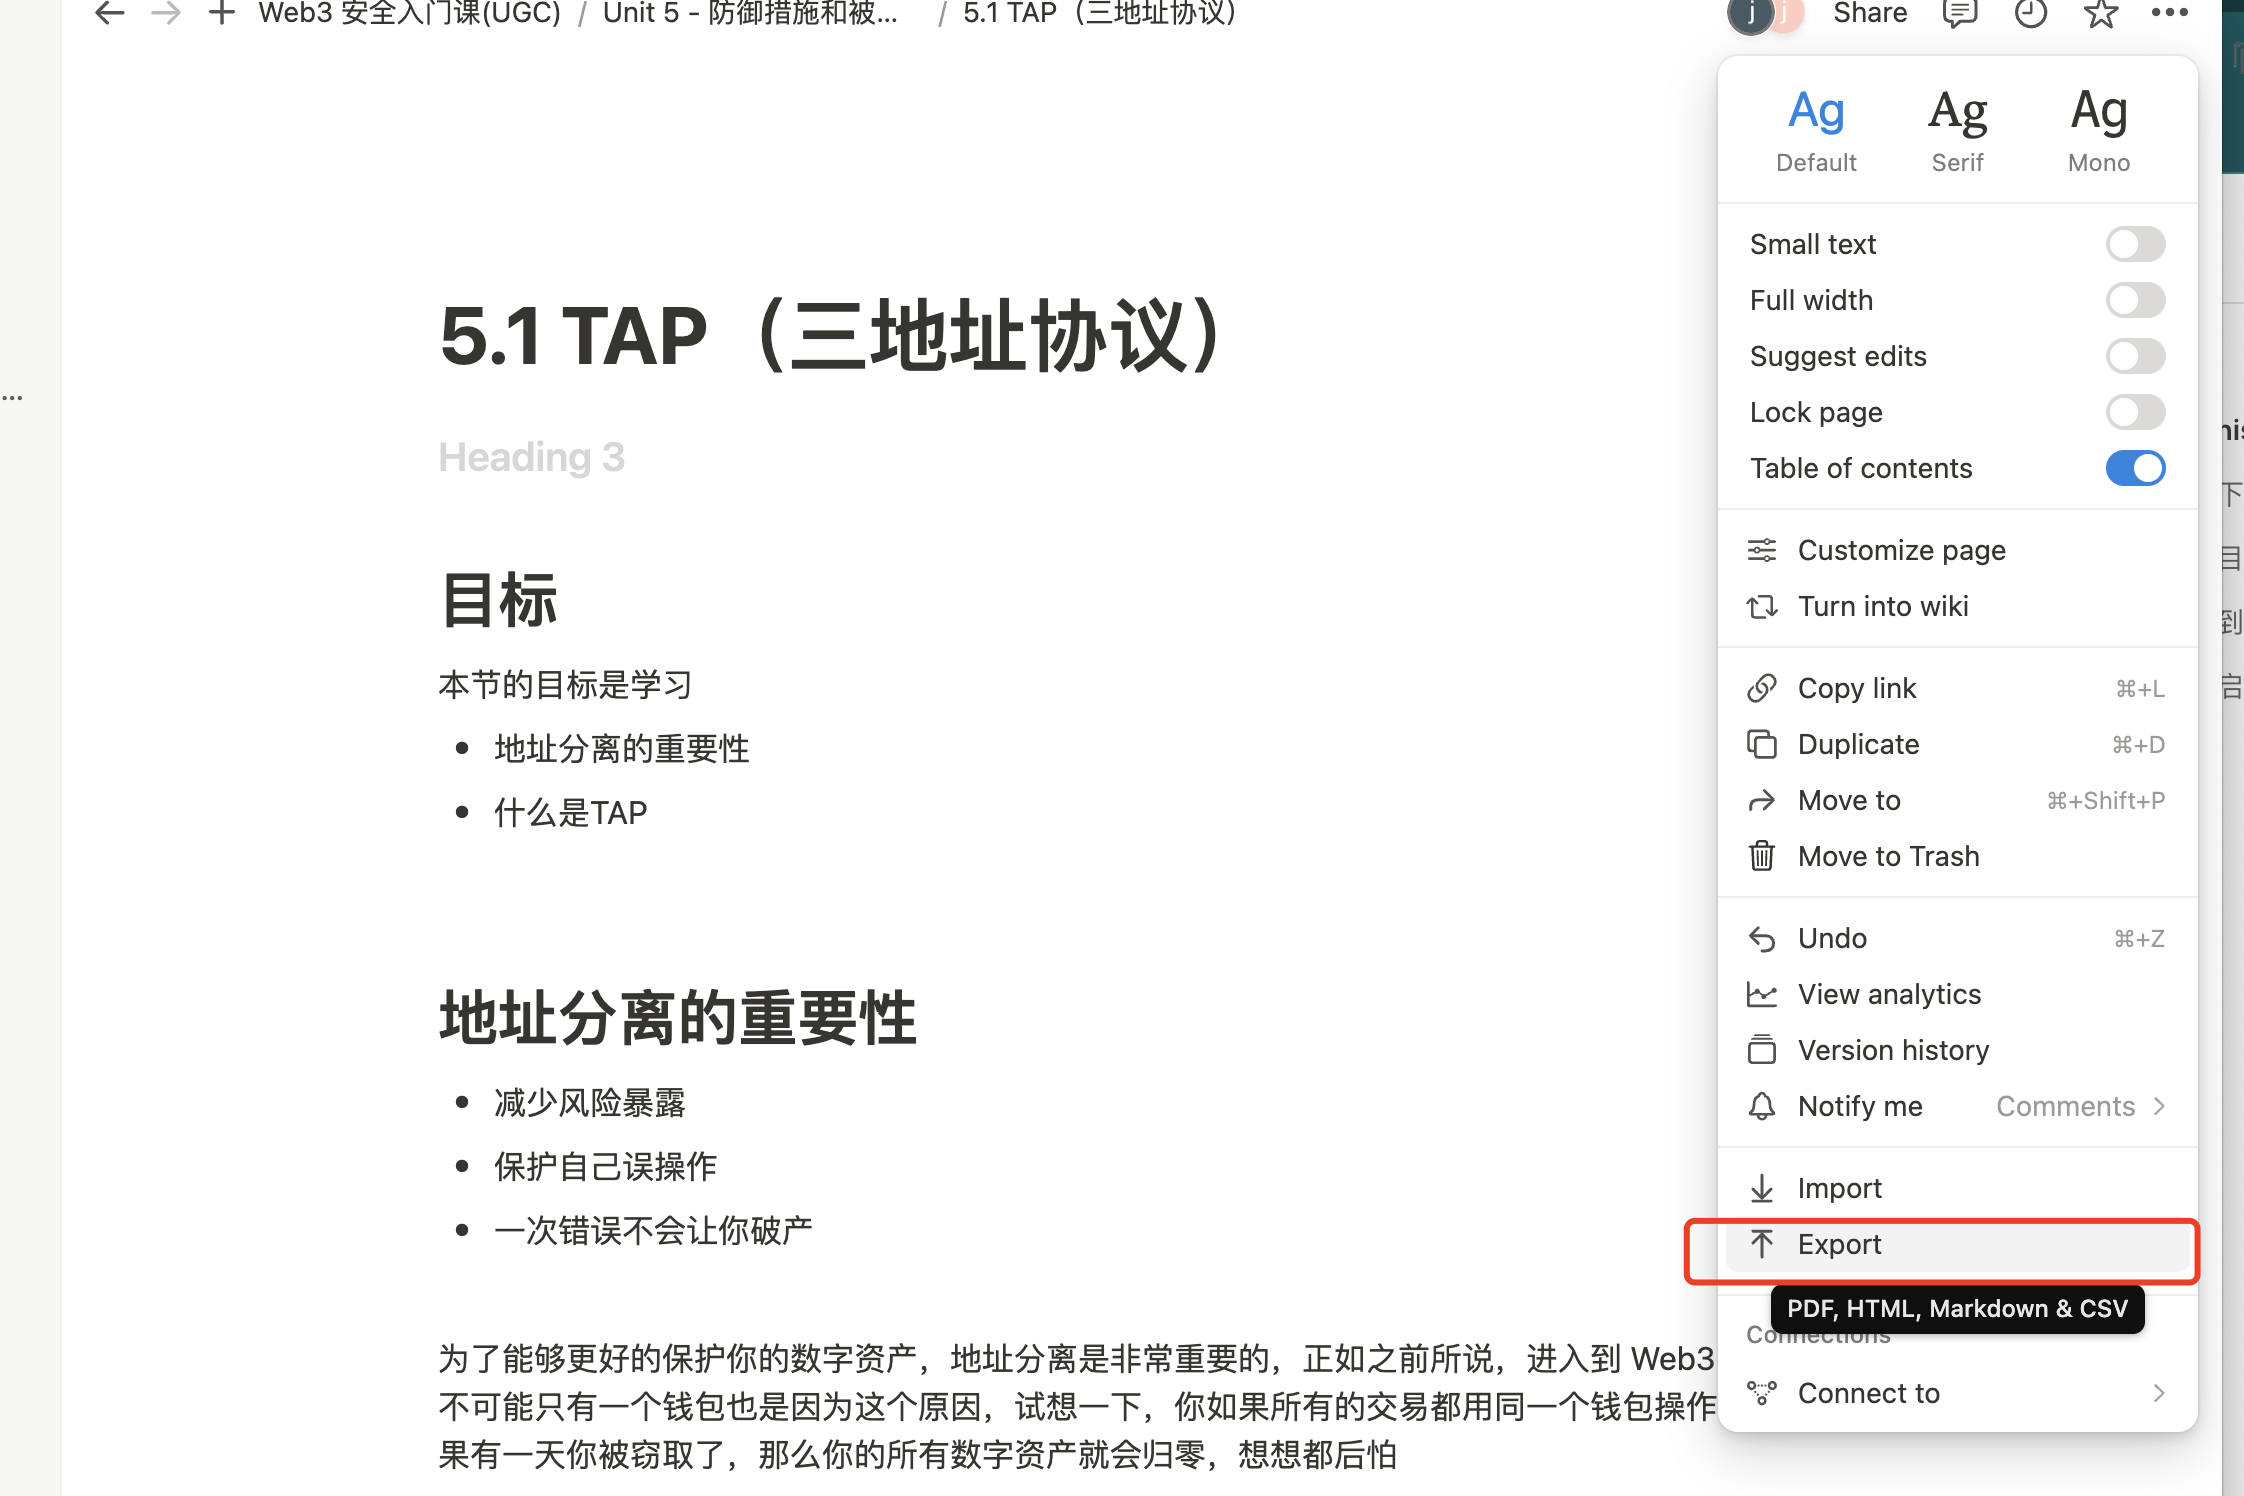 Web3 安全入门课(UGC) / Unit 5 - 防御措施和被... / 5.1 TAP（三地址协议）
j j Share
Ag Ag Ag
Default Serif Mono
Small text
Full width
Suggest edits
Lock page
Table of contents
Customize page
Turn into wiki
Copy link ⌘+L
Duplicate ⌘+D
Move to ⌘+Shift+P
Move to Trash
Undo ⌘+Z
View analytics
Version history
Notify me Comments
Import
Export
PDF, HTML, Markdown & CSV
Connections
Connect to
5.1 TAP（三地址协议）
Heading 3
目标
本节的目标是学习
• 地址分离的重要性
• 什么是TAP
地址分离的重要性
• 减少风险暴露
• 保护自己误操作
• 一次错误不会让你破产
为了能够更好的保护你的数字资产，地址分离是非常重要的，正如之前所说，进入到 Web3
不可能只有一个钱包也是因为这个原因，试想一下，你如果所有的交易都用同一个钱包操作
果有一天你被窃取了，那么你的所有数字资产就会归零，想想都后怕
下
目
到
启